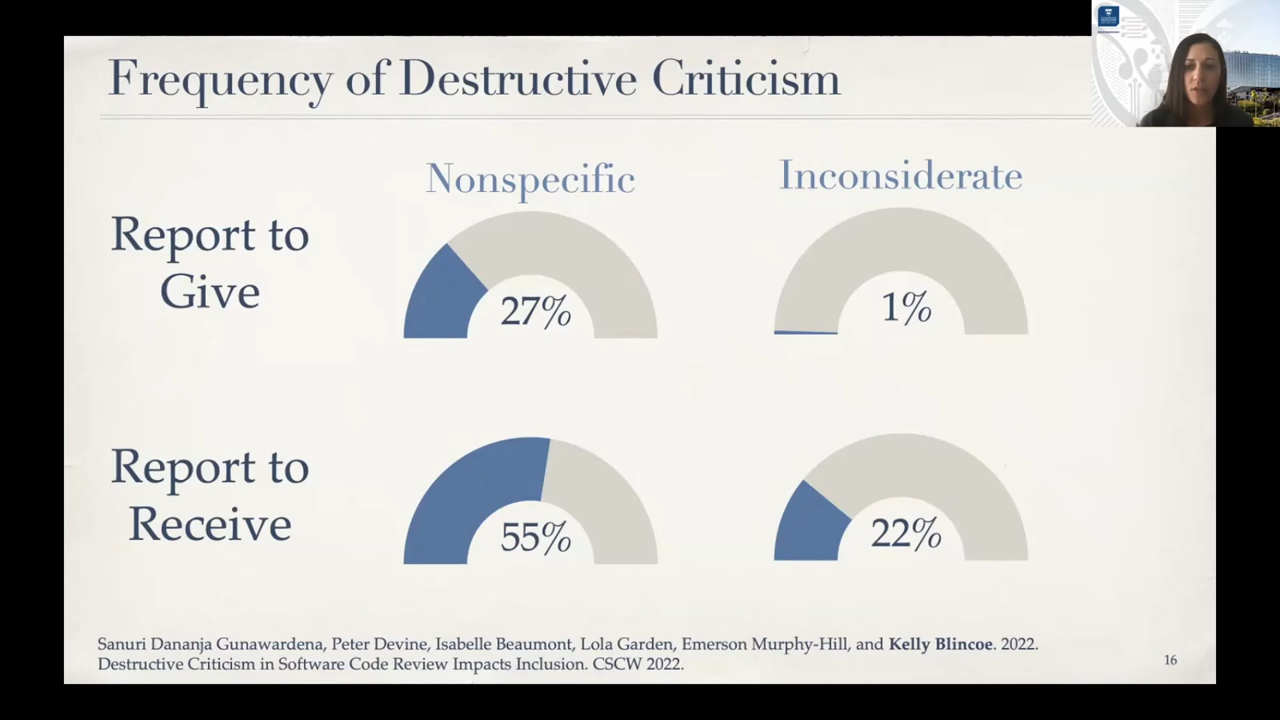 Frequency of Destructive Criticism
Nonspecific
Inconsiderate
Report to
Give
27%
1%
Report to
Receive
55%
22%
Sanuri Dananja Gunawardena, Peter Devine, Isabelle Beaumont, Lola Garden, Emerson Murphy-Hill, and Kelly Blincoe. 2022.
Destructive Criticism in Software Code Review Impacts Inclusion. CSCW 2022.
16